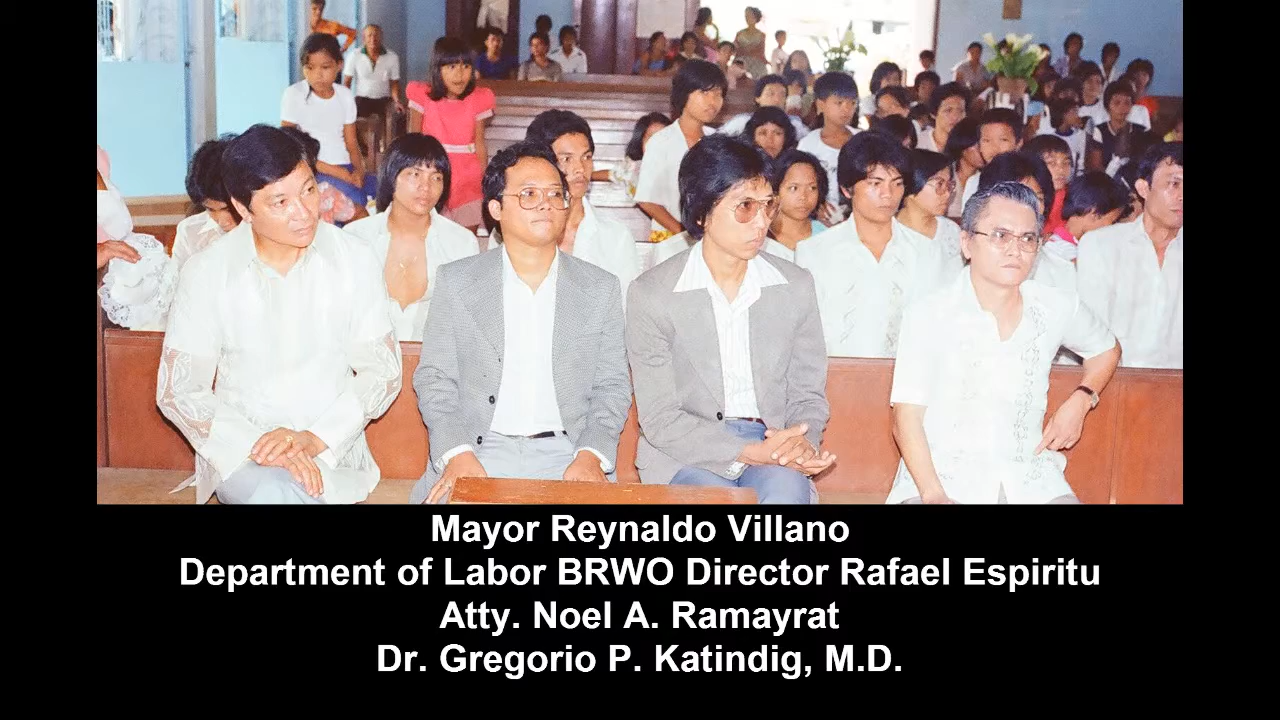 Mayor Reynaldo Villano
Department of Labor BRWO Director Rafael Espiritu
Atty. Noel A. Ramayrat
Dr. Gregorio P. Katindig, M.D.